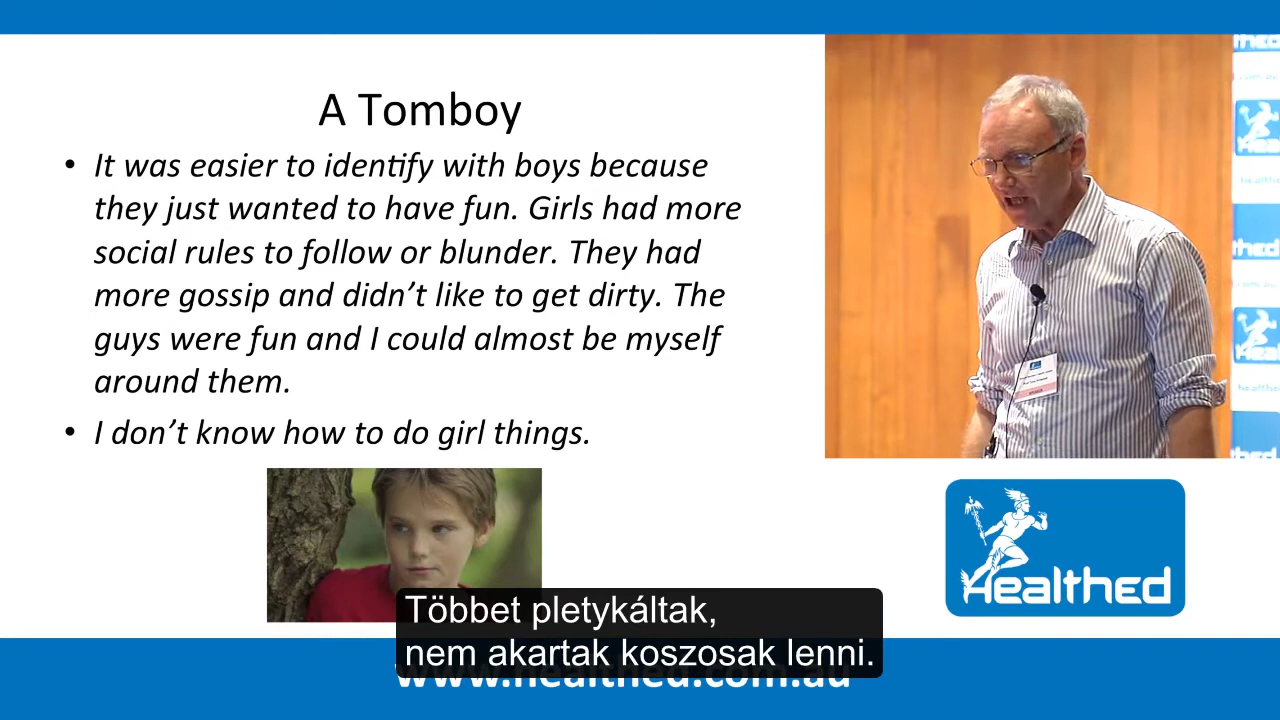 A Tomboy
• It was easier to identify with boys because
they just wanted to have fun. Girls had more
social rules to follow or blunder. They had
more gossip and didn't like to get dirty. The
guys were fun and I could almost be myself
around them.
• I don't know how to do girl things.
Healthed
Többet pletykáltak,
nem akartak koszosak lenni.
www.healthed.com.au